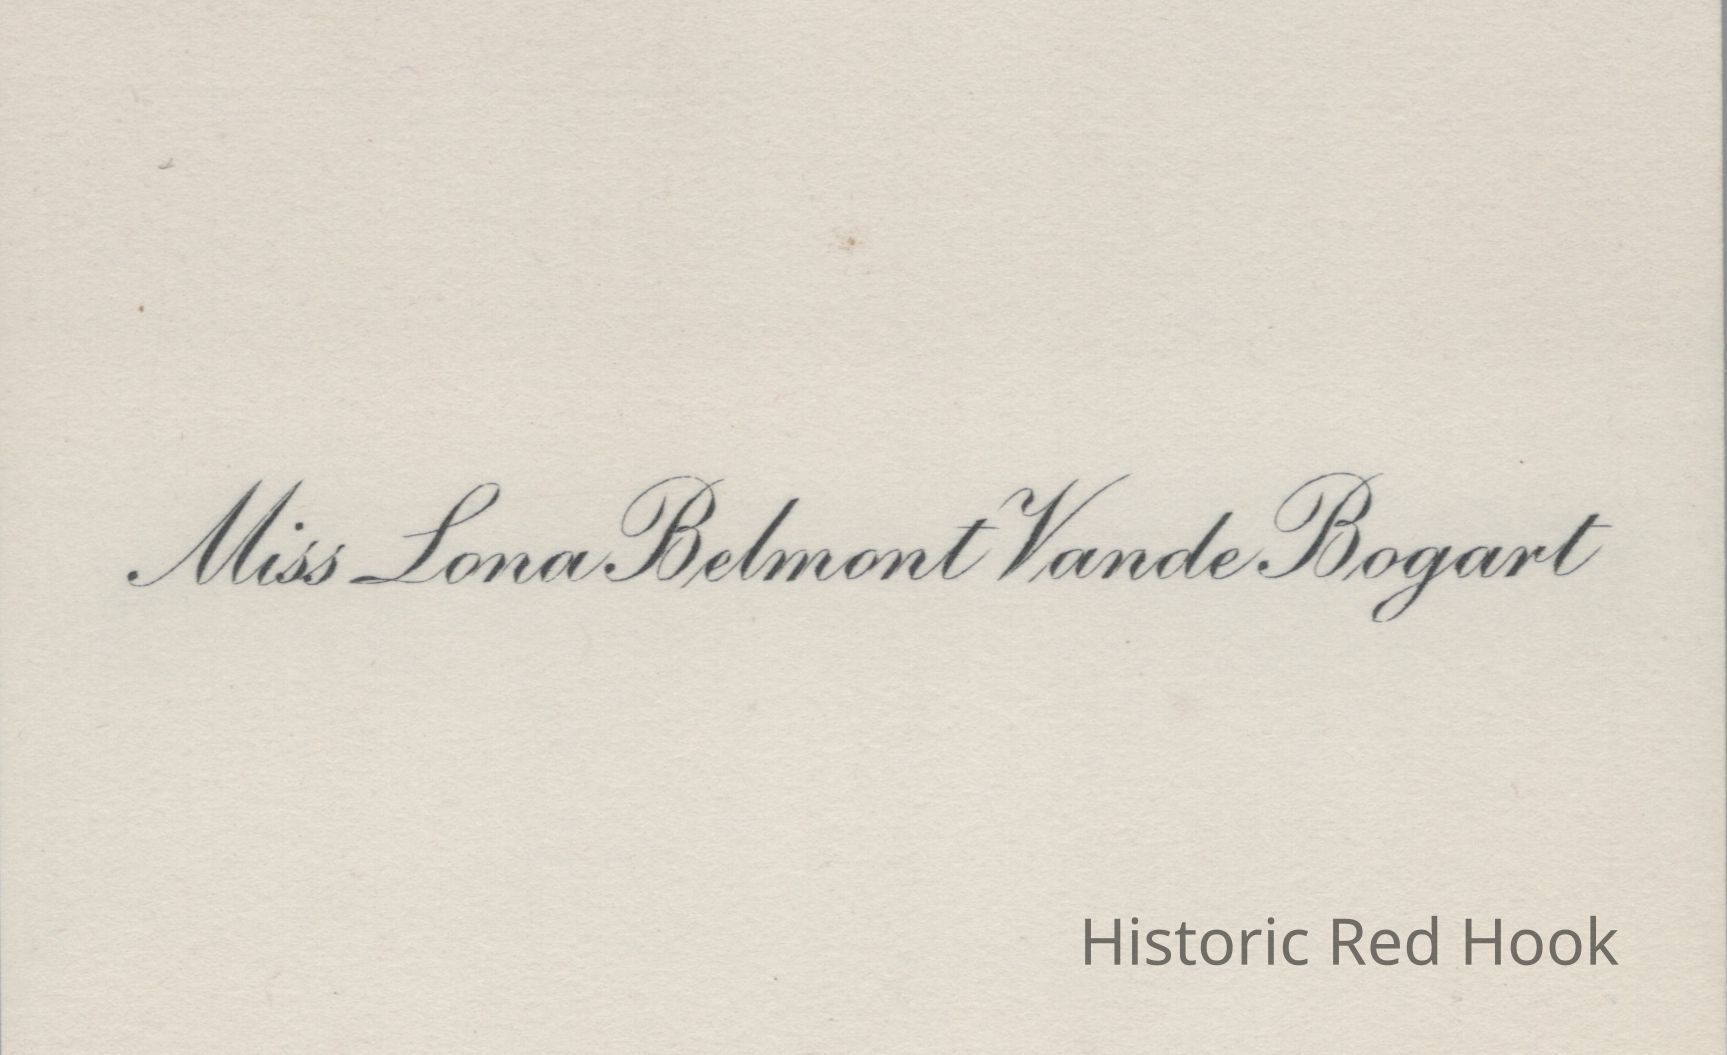 Miss Lona Belmont Vande Bogart
Historic Red Hook